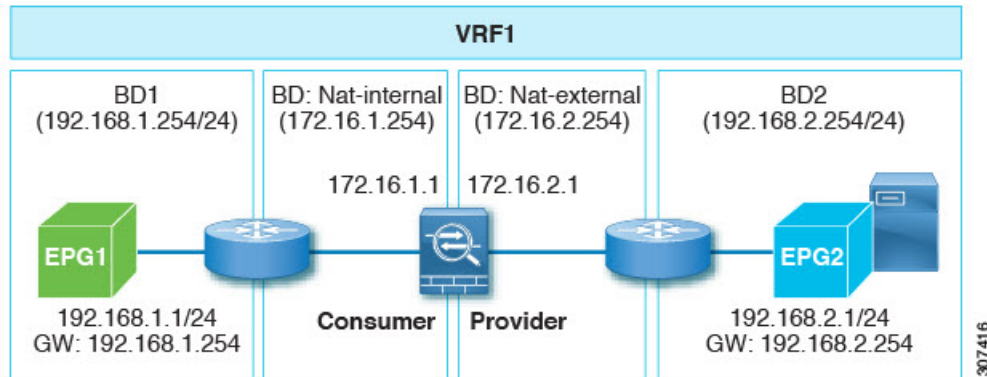 VRF1
BD1
(192.168.1.254/24)
BD: Nat-internal
(172.16.1.254)
BD: Nat-external
(172.16.2.254)
BD2
(192.168.2.254/24)
172.16.1.1
172.16.2.1
EPG1
EPG2
192.168.1.1/24
GW: 192.168.1.254
Consumer
Provider
192.168.2.1/24
GW: 192.168.2.254
307416